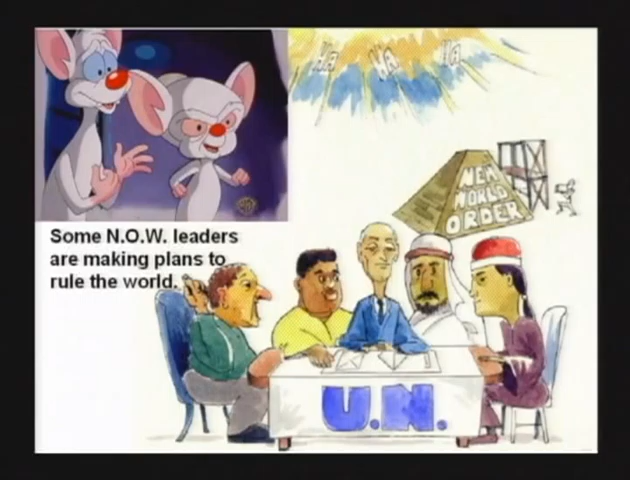 HA HA HA
NEW
WORLD
ORDER
Some N.O.W. leaders
are making plans to
rule the world.
U.N.